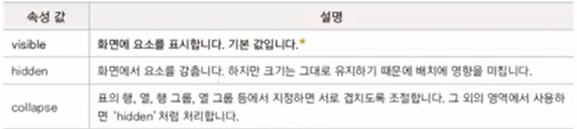 속성 값 설명
visible 화면에 요소를 표시합니다. 기본 값입니다.*
hidden 화면에서 요소를 감춥니다. 하지만 크기는 그대로 유지하기 때문에 배치에 영향을 미칩니다.
collapse 표의 행, 열, 행 그룹, 열 그룹 등에서 지정하면 서로 겹치도록 조절합니다. 그 외의 영역에서 사용하
면 'hidden'처럼 처리합니다.